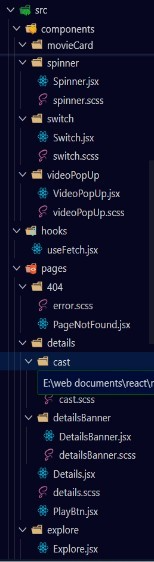 src
components
movieCard
spinner
Spinner.jsx
spinner.scss
switch
Switch.jsx
switch.scss
videoPopUp
VideoPopUp.jsx
videoPopUp.scss
hooks
useFetch.jsx
pages
404
error.scss
PageNotFound.jsx
details
cast
E:\web documents\react\
cast.scss
detailsBanner
DetailsBanner.jsx
detailsBanner.scss
Details.jsx
details.scss
PlayBtn.jsx
explore
Explore.jsx